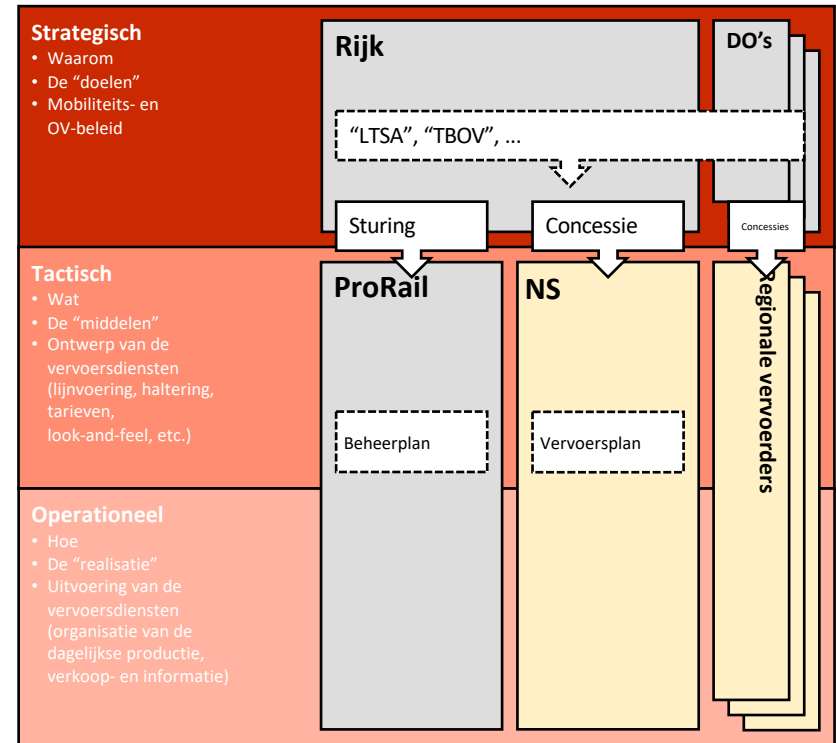 Strategisch
• Waarom
• De “doelen”
• Mobiliteits- en
OV-beleid
Rijk
DO’s
“LTSA”, “TBOV”, ...
Sturing
Concessie
Concessies
Tactisch
• Wat
• De “middelen”
• Ontwerp van de
vervoersdiensten
(lijnvoering, haltering,
tarieven,
look-and-feel, etc.)
ProRail
NS
Regionale vervoerders
Beheerplan
Vervoersplan
Operationeel
• Hoe
• De “realisatie”
• Uitvoering van de
vervoersdiensten
(organisatie van de
dagelijkse productie,
verkoop- en informatie)